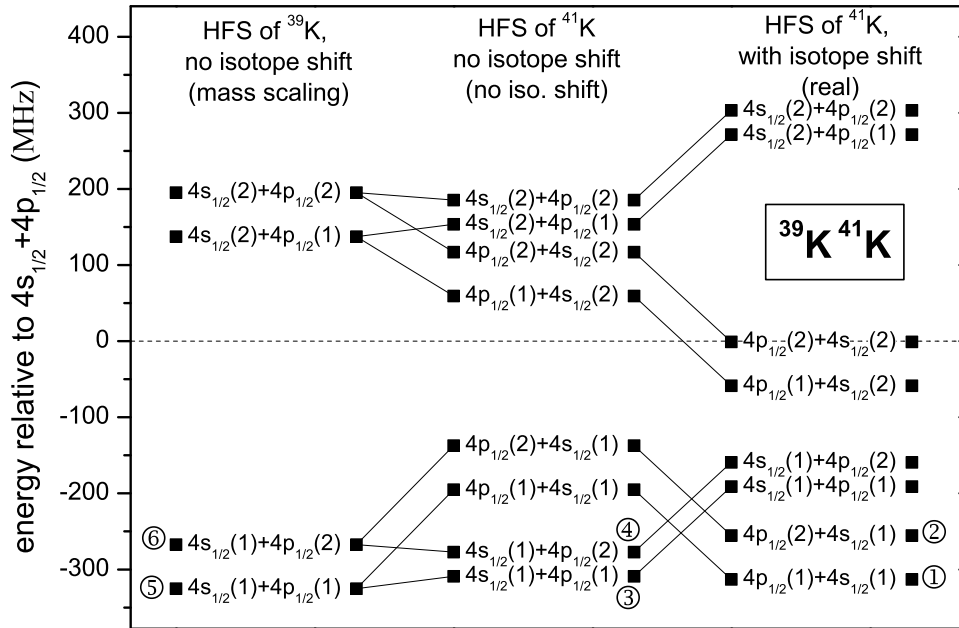 HFS of ³⁹K,
no isotope shift
(mass scaling)
HFS of ⁴¹K
no isotope shift
(no iso. shift)
HFS of ⁴¹K,
with isotope shift
(real)
energy relative to 4s₁/₂+4p₁/₂ (MHz)
400
300
200
100
0
-100
-200
-300
4s₁/₂(2)+4p₁/₂(2)
4s₁/₂(2)+4p₁/₂(1)
⑥ 4s₁/₂(1)+4p₁/₂(2)
⑤ 4s₁/₂(1)+4p₁/₂(1)
4s₁/₂(2)+4p₁/₂(2)
4s₁/₂(2)+4p₁/₂(1)
4p₁/₂(2)+4s₁/₂(2)
4p₁/₂(1)+4s₁/₂(2)
4p₁/₂(2)+4s₁/₂(1)
4p₁/₂(1)+4s₁/₂(1)
④
4s₁/₂(1)+4p₁/₂(2)
4s₁/₂(1)+4p₁/₂(1)
③
4s₁/₂(2)+4p₁/₂(2)
4s₁/₂(2)+4p₁/₂(1)
³⁹K ⁴¹K
4p₁/₂(2)+4s₁/₂(2)
4p₁/₂(1)+4s₁/₂(2)
4s₁/₂(1)+4p₁/₂(2)
4s₁/₂(1)+4p₁/₂(1)
4p₁/₂(2)+4s₁/₂(1) ②
4p₁/₂(1)+4s₁/₂(1) ①